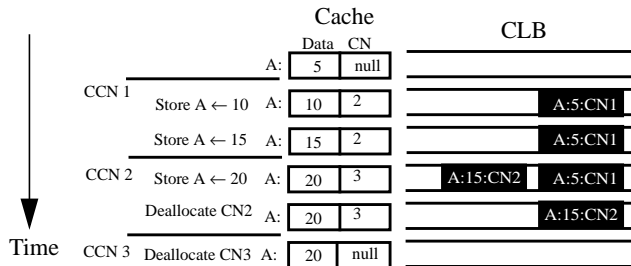 Cache
Data CN CLB
A: 5 null
CCN 1
Store A ← 10 A: 10 2 A:5:CN1
Store A ← 15 A: 15 2 A:5:CN1
CCN 2 Store A ← 20 A: 20 3 A:15:CN2 A:5:CN1
Deallocate CN2 A: 20 3 A:15:CN2
Time CCN 3 Deallocate CN3 A: 20 null